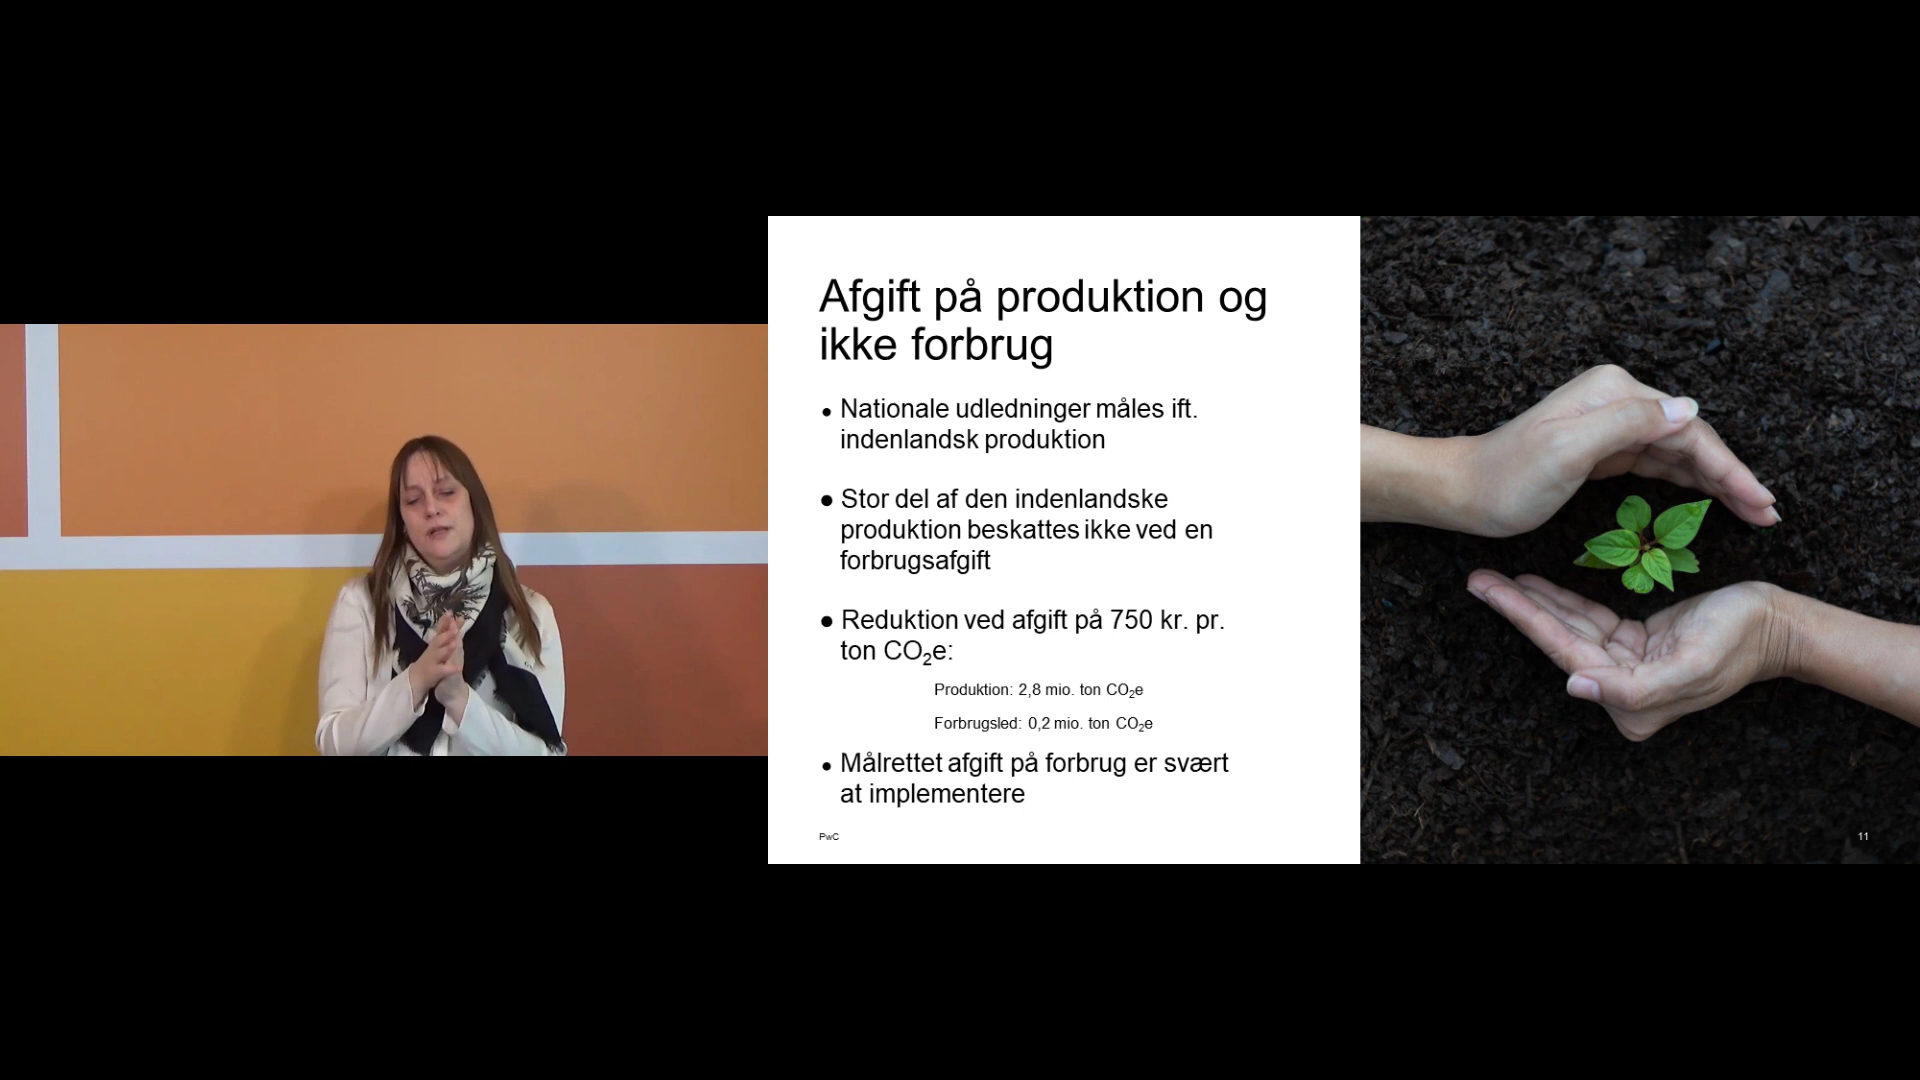 Afgift på produktion og
ikke forbrug
• Nationale udledninger måles ift.
indenlandsk produktion
• Stor del af den indenlandske
produktion beskattes ikke ved en
forbrugsafgift
• Reduktion ved afgift på 750 kr. pr.
ton CO₂e:
Produktion: 2,8 mio. ton CO₂e
Forbrugsled: 0,2 mio. ton CO₂e
• Målrettet afgift på forbrug er svært
at implementere
PwC
11